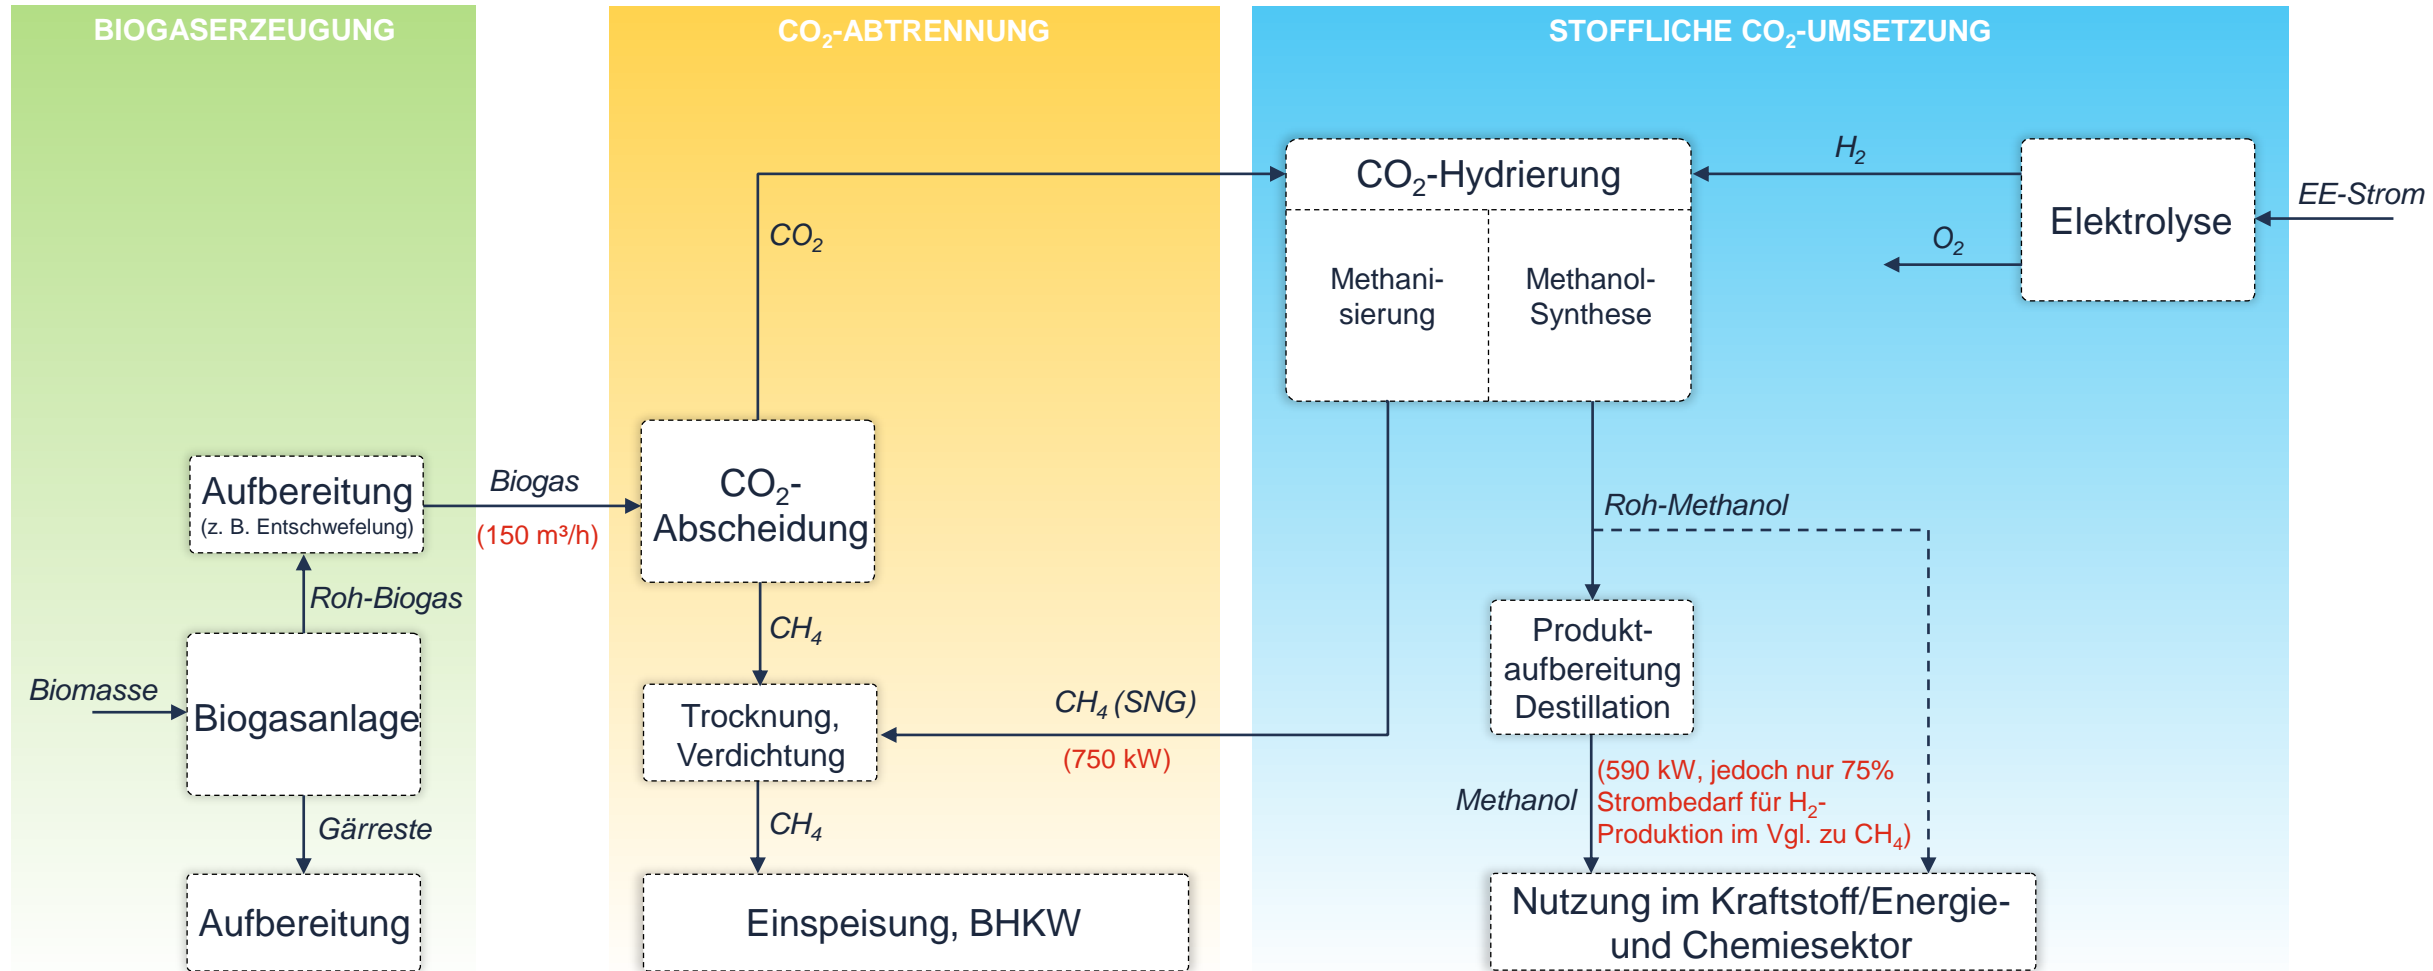 BIOGASERZEUGUNG
CO₂-ABTRENNUNG
STOFFLICHE CO₂-UMSETZUNG
CO₂-Hydrierung
Methani-
sierung
Methanol-
Synthese
H₂
O₂
Elektrolyse
EE-Strom
CO₂
Aufbereitung
(z. B. Entschwefelung)
Biogas
(150 m³/h)
CO₂-
Abscheidung
Roh-Biogas
Biomasse
Biogasanlage
Gärreste
Aufbereitung
CH₄
Trocknung,
Verdichtung
CH₄ (SNG)
(750 kW)
CH₄
Einspeisung, BHKW
Roh-Methanol
Produkt-
aufbereitung
Destillation
Methanol
(590 kW, jedoch nur 75%
Strombedarf für H₂-
Produktion im Vgl. zu CH₄)
Nutzung im Kraftstoff/Energie-
und Chemiesektor